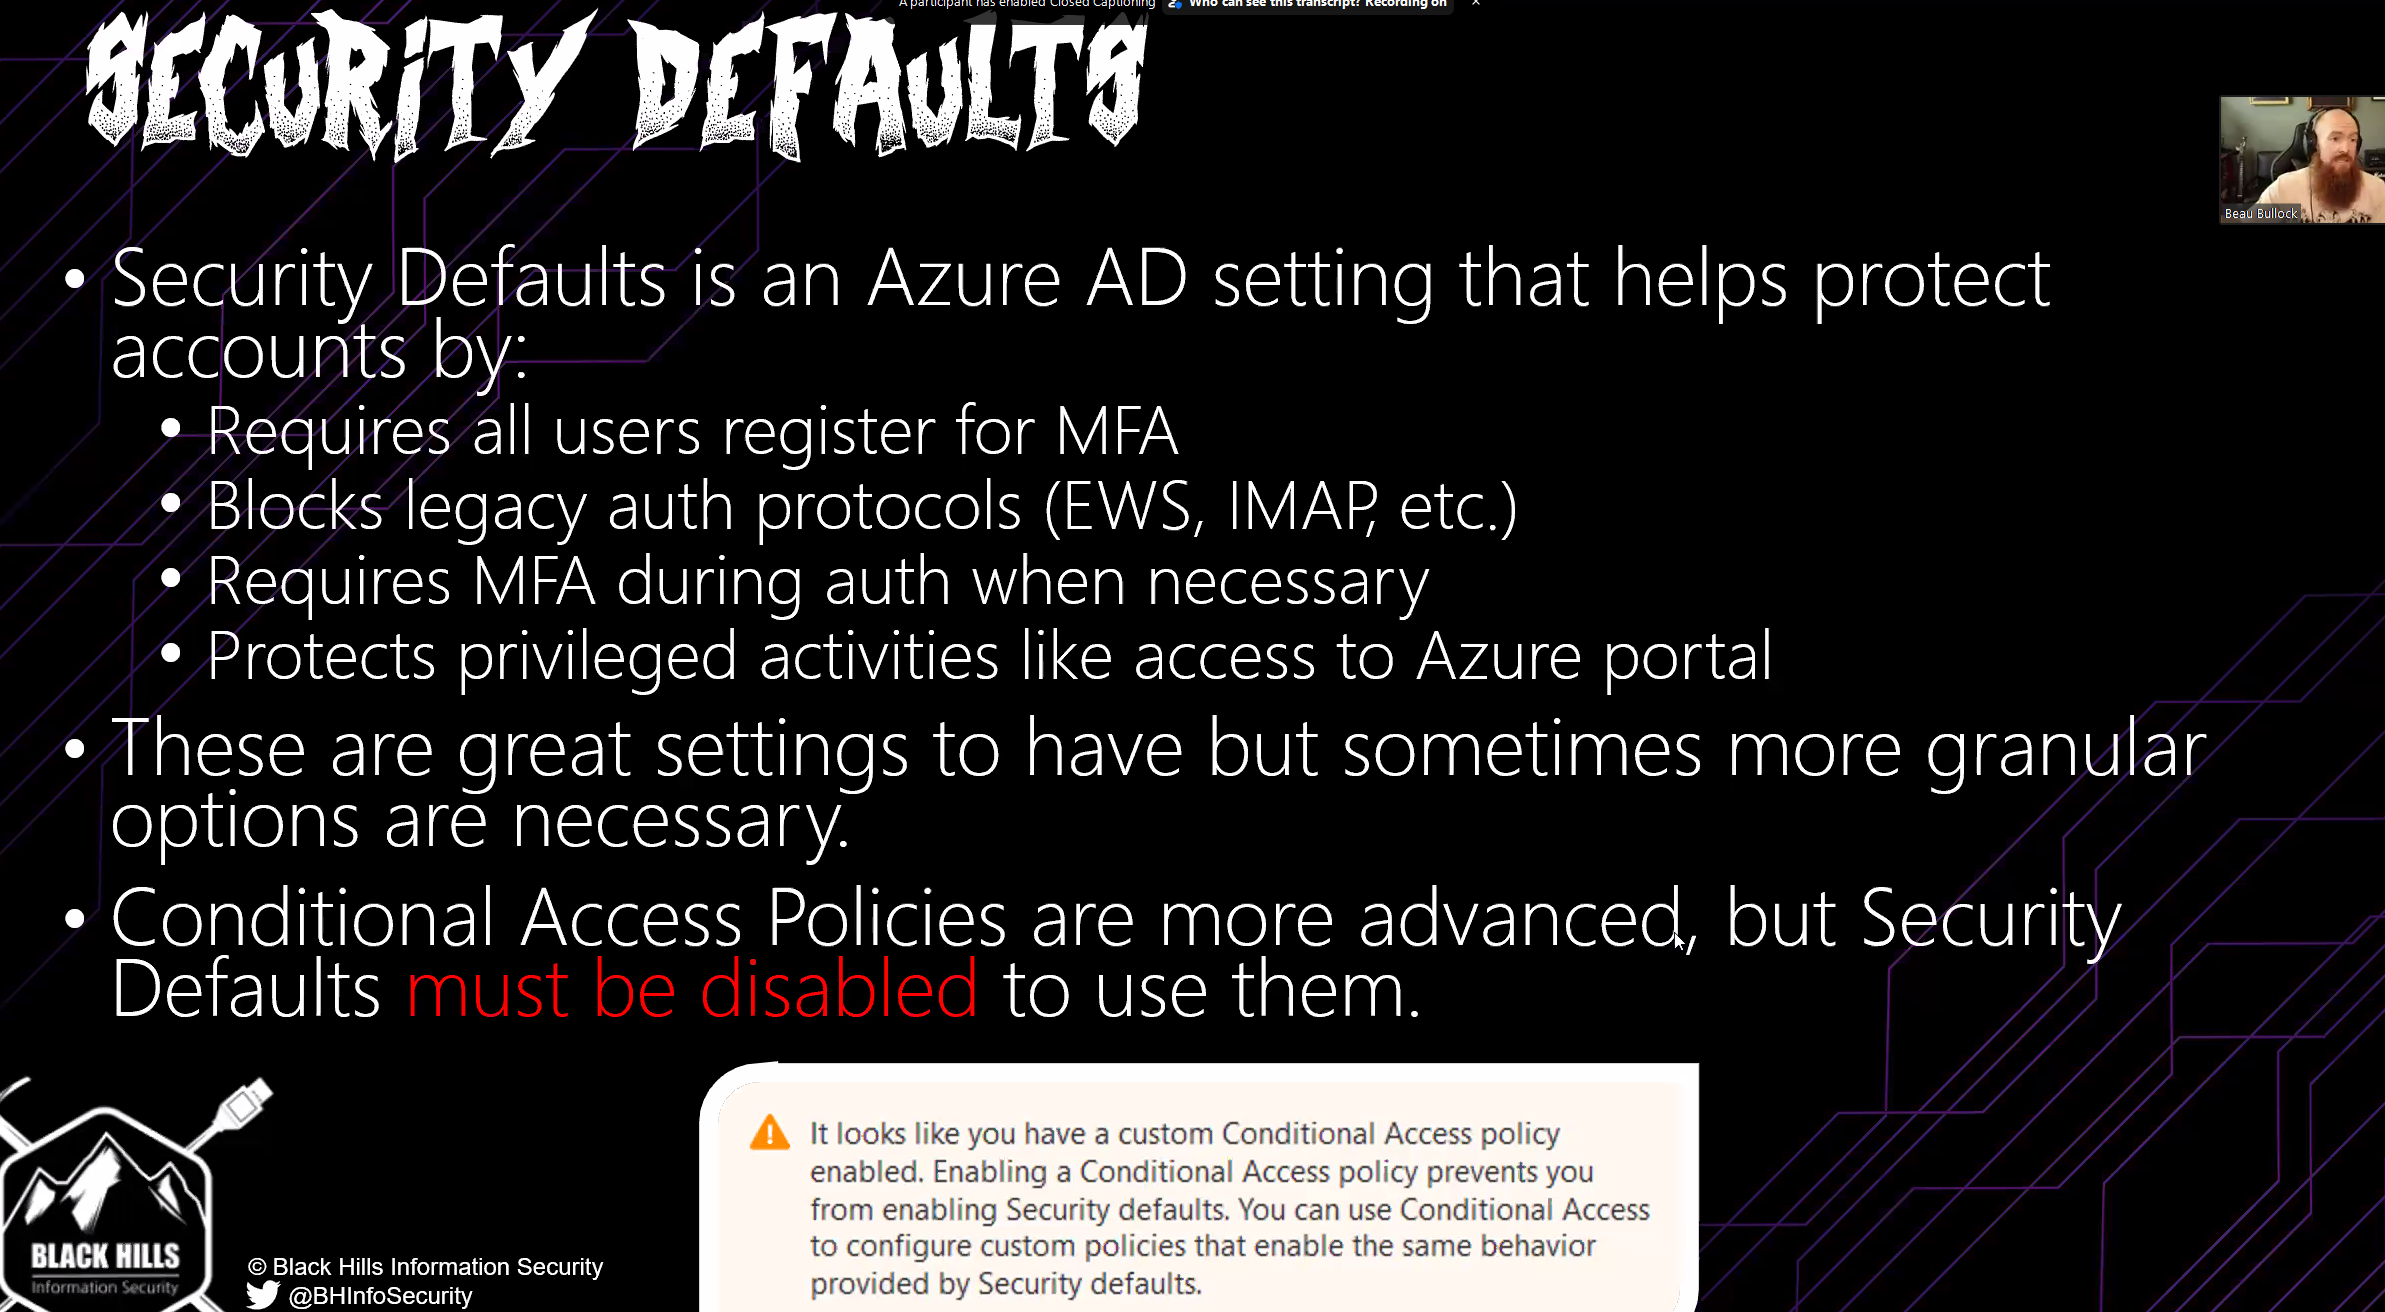 A participant has enabled Closed Captioning Who can see this transcript? Recording on
SECURITY DEFAULTS
Beau Bullock
• Security Defaults is an Azure AD setting that helps protect
accounts by:
• Requires all users register for MFA
• Blocks legacy auth protocols (EWS, IMAP, etc.)
• Requires MFA during auth when necessary
• Protects privileged activities like access to Azure portal
• These are great settings to have but sometimes more granular
options are necessary.
• Conditional Access Policies are more advanced, but Security
Defaults must be disabled to use them.
It looks like you have a custom Conditional Access policy
enabled. Enabling a Conditional Access policy prevents you
from enabling Security defaults. You can use Conditional Access
to configure custom policies that enable the same behavior
provided by Security defaults.
BLACK HILLS
Information Security
© Black Hills Information Security
@BHInfoSecurity